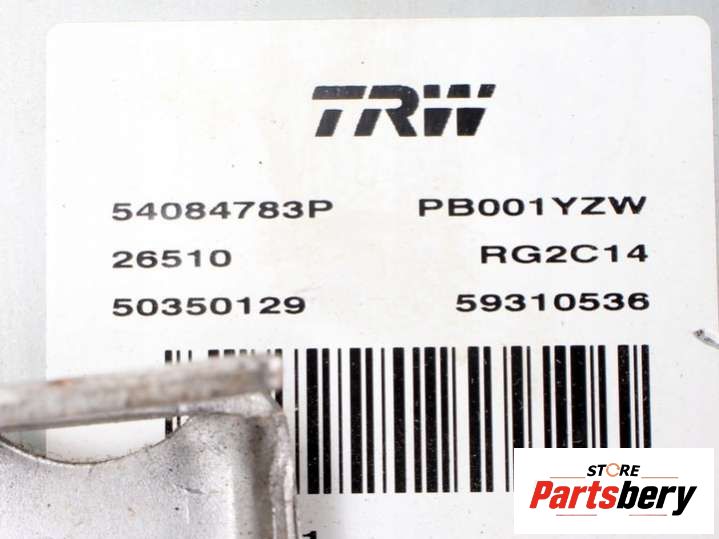 TRW
54084783P PB001YZW
26510 RG2C14
50350129 59310536
STORE
Partsbery